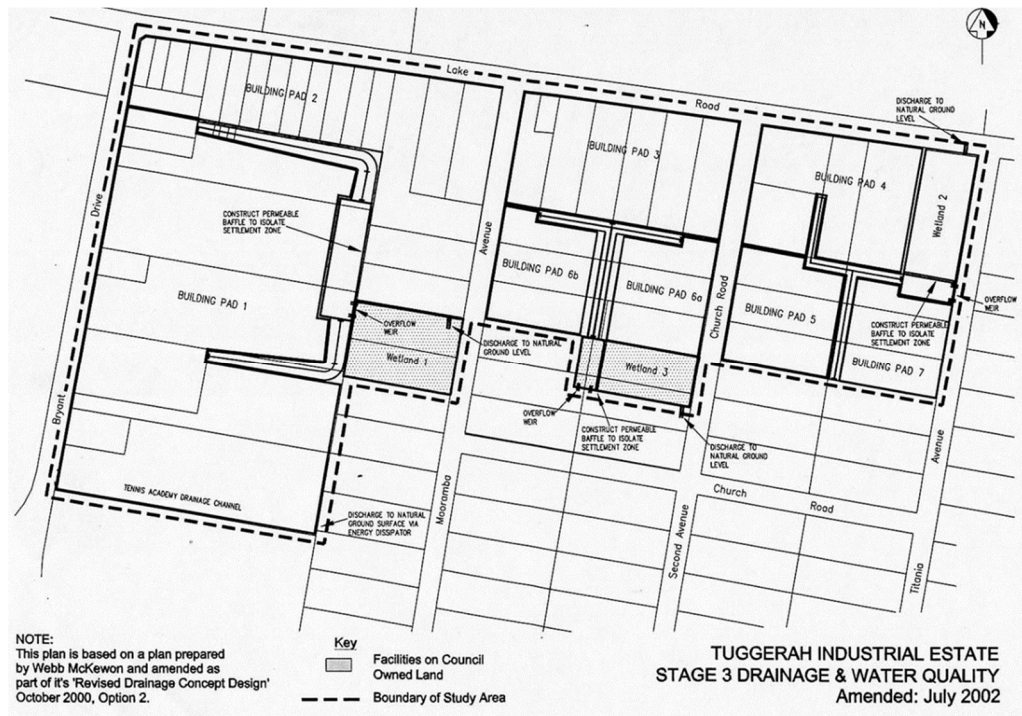 N
Lake
Road
DISCHARGE TO
NATURAL GROUND
LEVEL
BUILDING PAD 2
BUILDING PAD 3
BUILDING PAD 4
Wetland 2
Drive
CONSTRUCT PERMEABLE
BAFFLE TO ISOLATE
SETTLEMENT ZONE
Avenue
BUILDING PAD 6b
BUILDING PAD 6a
Church Road
BUILDING PAD 5
BUILDING PAD 1
OVERFLOW
WEIR
Wetland 1
DISCHARGE TO NATURAL
GROUND LEVEL
Wetland 3
CONSTRUCT PERMEABLE
BAFFLE TO ISOLATE
SETTLEMENT ZONE
OVERFLOW
WEIR
BUILDING PAD 7
Bryant
OVERFLOW
WEIR
CONSTRUCT PERMEABLE
BAFFLE TO ISOLATE
SETTLEMENT ZONE
DISCHARGE TO
NATURAL GROUND
LEVEL
Avenue
TENNIS ACADEMY DRAINAGE CHANNEL
DISCHARGE TO NATURAL
GROUND SURFACE VIA
ENERGY DISSPATOR
Mooramba
Church
Road
Second Avenue
Titania
NOTE:
This plan is based on a plan prepared
by Webb McKewon and amended as
part of it's 'Revised Drainage Concept Design'
October 2000, Option 2.
Key
Facilities on Council
Owned Land
Boundary of Study Area
TUGGERAH INDUSTRIAL ESTATE
STAGE 3 DRAINAGE & WATER QUALITY
Amended: July 2002